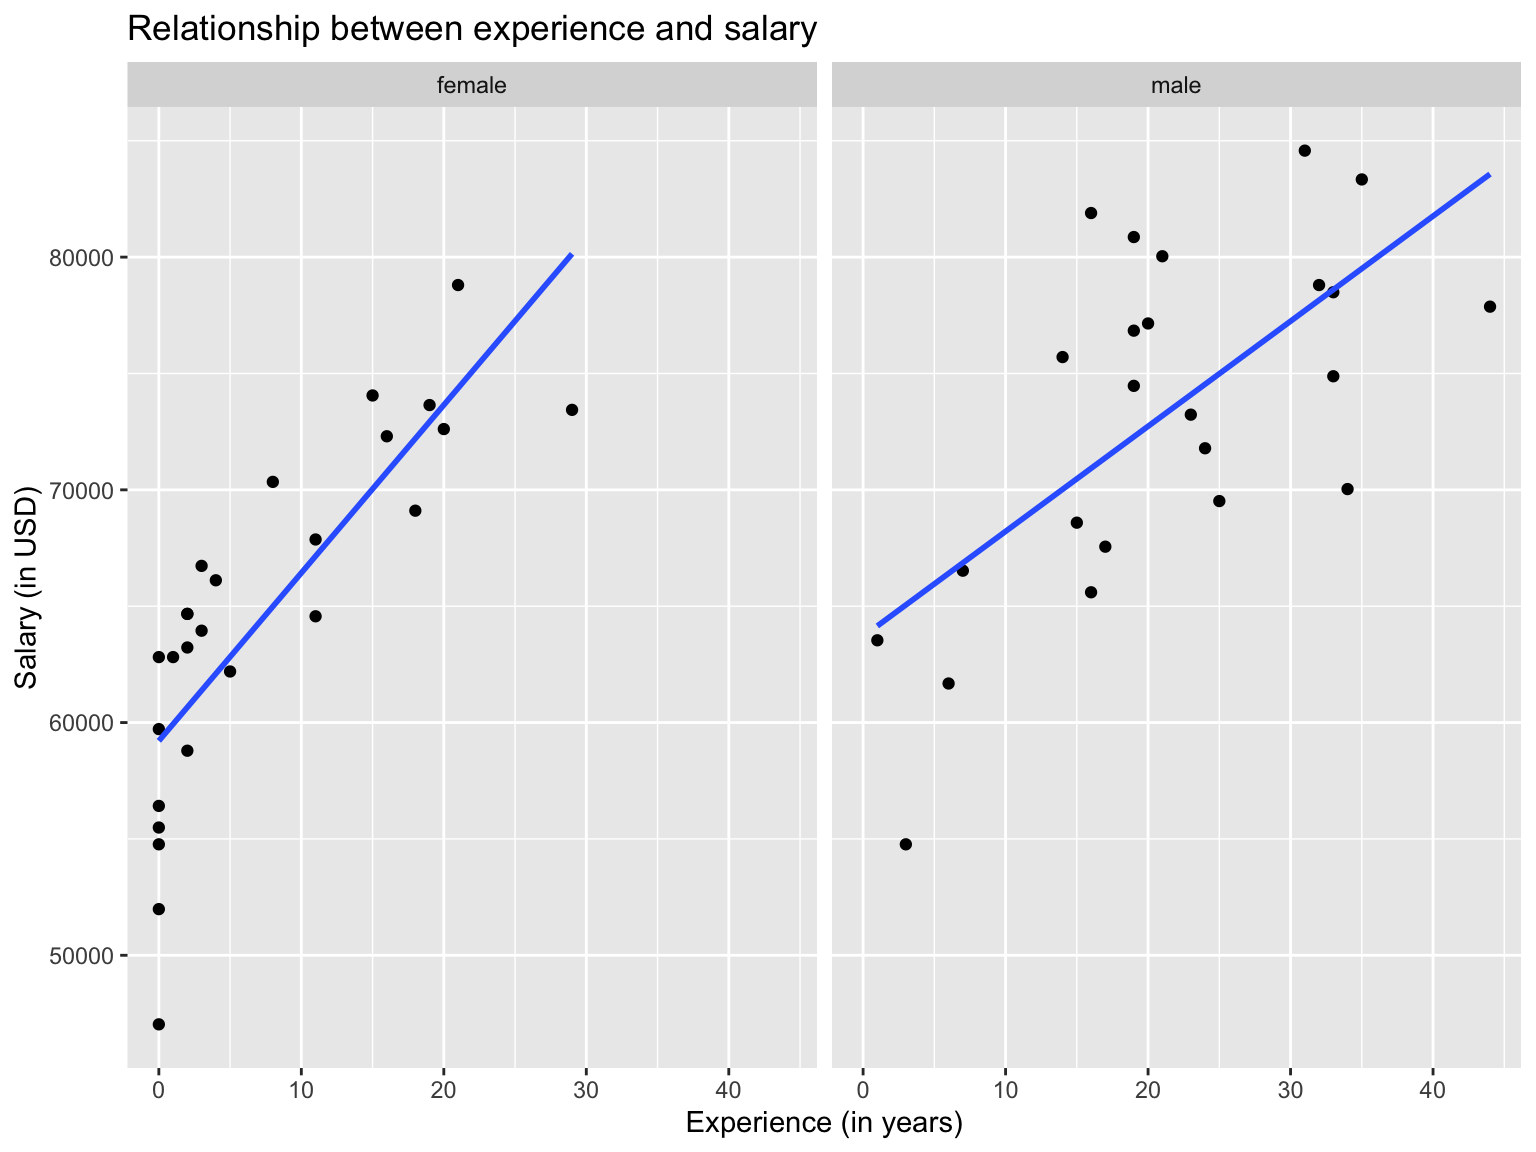 Relationship between experience and salary
female
male
80000
70000
60000
50000
Salary (in USD)
0 10 20 30 40
0 10 20 30 40
Experience (in years)